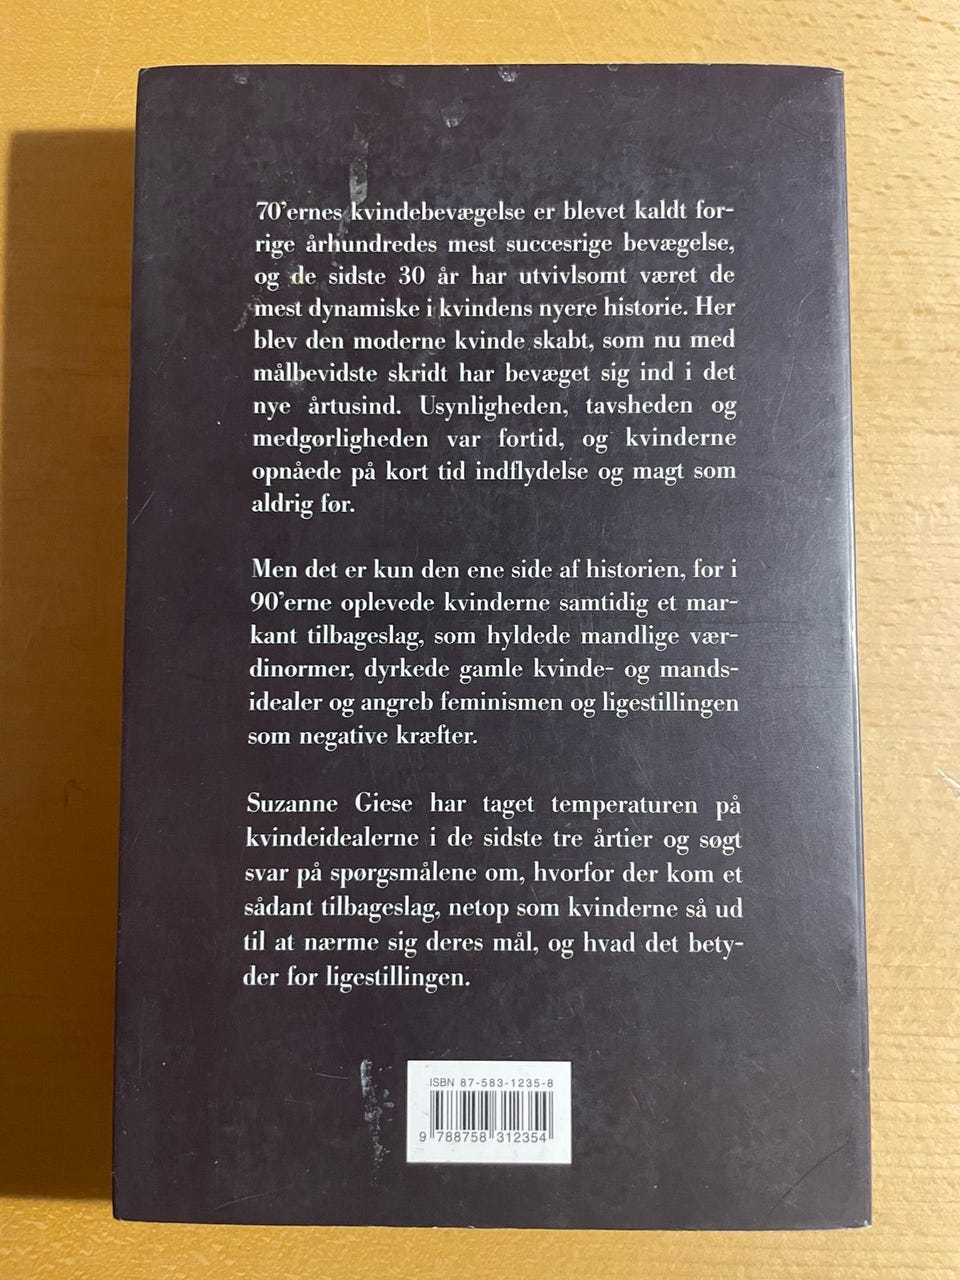 70'ernes kvindebevægelse er blevet kaldt for-
rige århundredes mest succesrige bevægelse,
og de sidste 30 år har utvivlsomt været de
mest dynamiske i kvindens nyere historie. Her
blev den moderne kvinde skabt, som nu med
målbevidste skridt har bevæget sig ind i det
nye årtusind. Usynligheden, tavsheden og
medgørligheden var fortid, og kvinderne
opnåede på kort tid indflydelse og magt som
aldrig før.
Men det er kun den ene side af historien, for i
90'erne oplevede kvinderne samtidig et mar-
kant tilbageslag, som hyldede mandlige vær-
dinormer, dyrkede gamle kvinde- og mands-
idealer og angreb feminismen og ligestillingen
som negative kræfter.
Suzanne Giese har taget temperaturen på
kvindeidealerne i de sidste tre årtier og søgt
svar på spørgsmålene om, hvorfor der kom et
sådant tilbageslag, netop som kvinderne så ud
til at nærme sig deres mål, og hvad det bety-
der for ligestillingen.
ISBN 87-583-1235-8
9 788758 312354